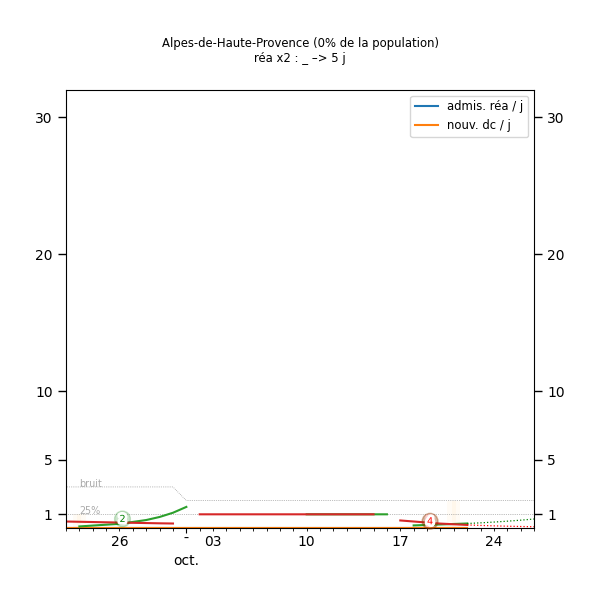 Alpes-de-Haute-Provence (0% de la population)
réa x2 : _ –> 5 j
admis. réa / j
nouv. dc / j
30 30
20 20
10 10
5 5
bruit
25%
1 1
2
4
26 - 03 10 17 24
oct.